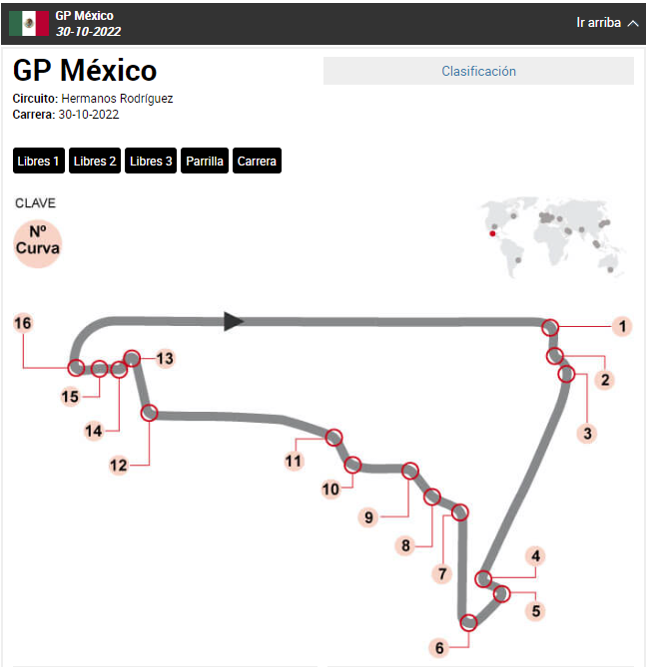 GP México
30-10-2022
Ir arriba
GP México
Clasificación
Circuito: Hermanos Rodríguez
Carrera: 30-10-2022
Libres 1 Libres 2 Libres 3 Parrilla Carrera
CLAVE
Nº
Curva
16
1
13
2
15
14
3
12
11
10
9
8
7
4
5
6